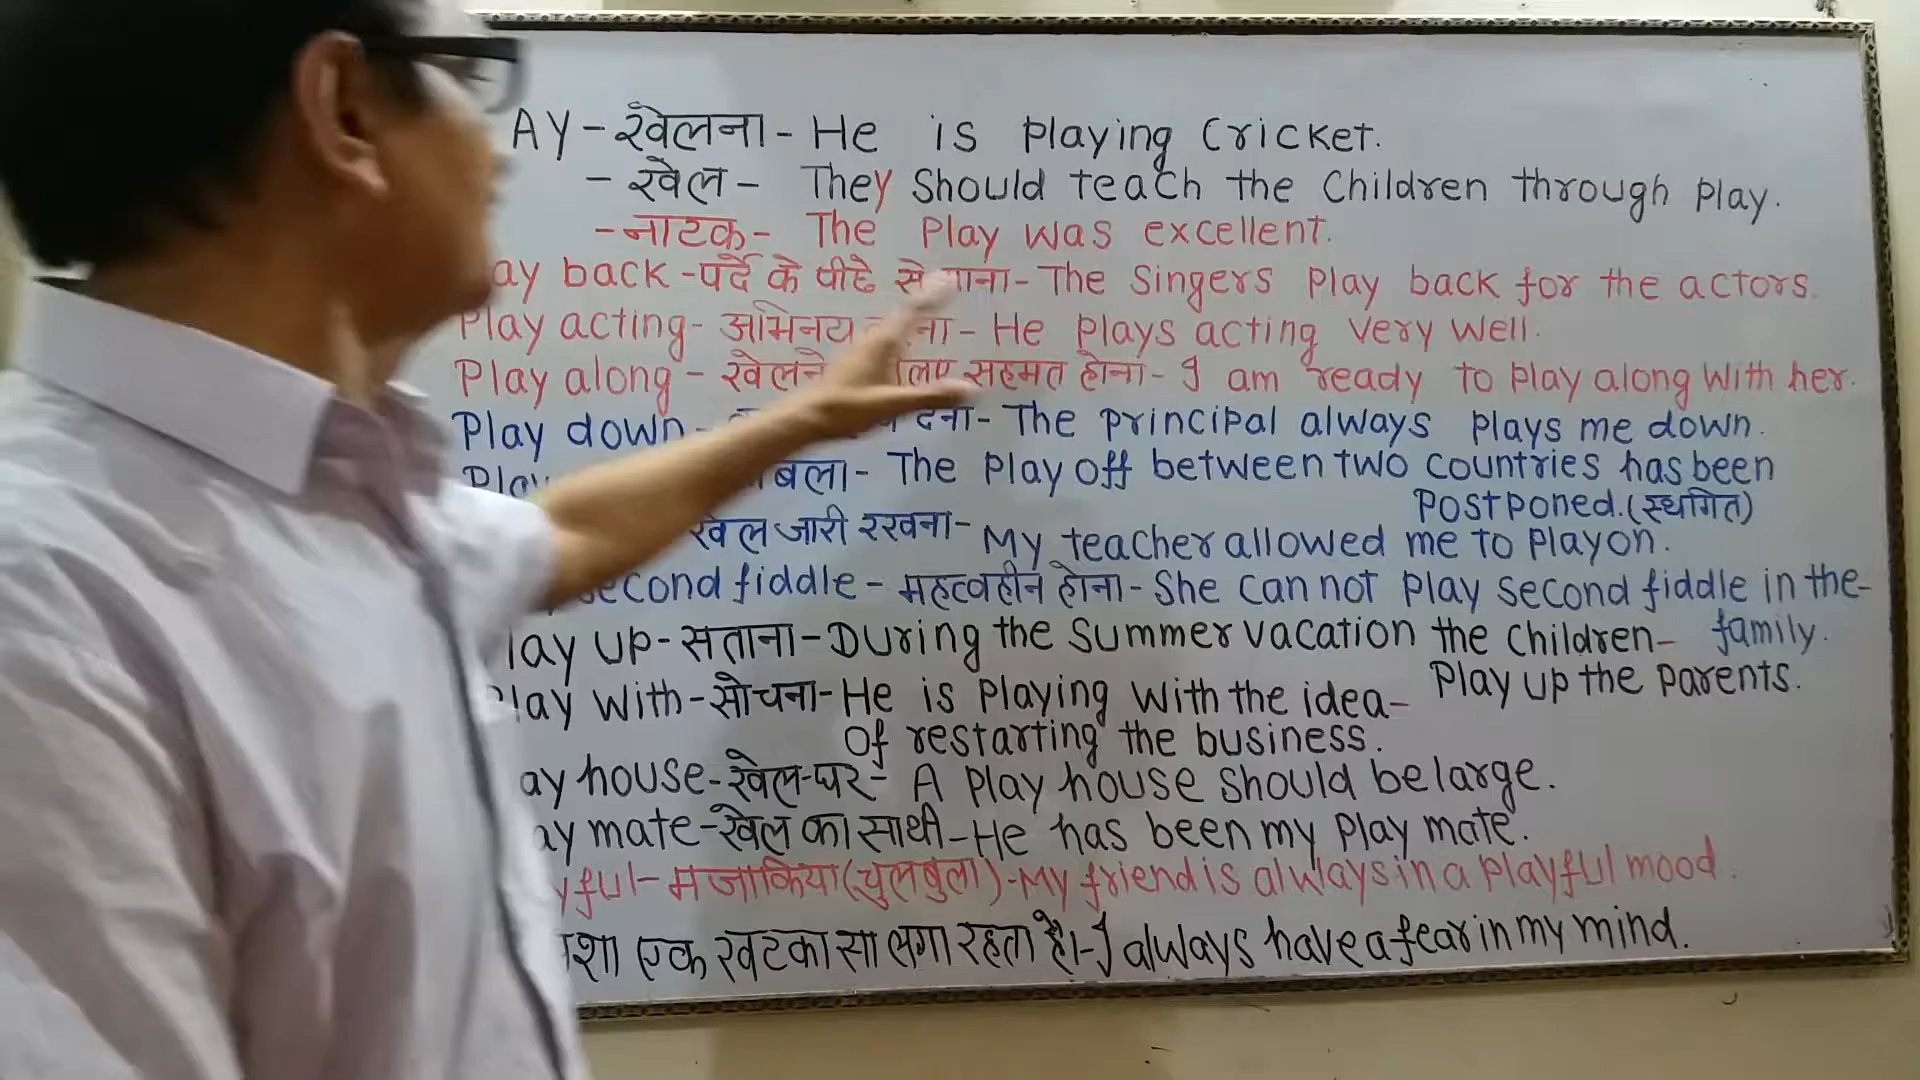 AY - खेलना - He is Playing Cricket.
- खेल - They Should teach the Children through Play.
- नाटक - The Play was excellent.
ay back - पर्दे के पीछे से गाना - The Singers Play back for the actors.
Play acting - अभिनय ना - He Plays acting very well.
Play along - खेलने लिए सहमत होना - I am ready to Play along with her.
Play down - देना - The Principal always Plays me down.
Play बला - The Play off between two Countries has been
Postponed. (स्थगित)
खेल जारी रखना - My teacher allowed me to Playon.
second fiddle - महत्वहीन होना - She can not Play second fiddle in the-
family.
lay up - सताना - During the Summer vacation the children-
Play up the Parents.
Play with - सोचना - He is Playing with the idea-
Of restarting the business.
ay house - खेल-घर - A Play house should be large.
ay mate - खेल का साथी - He has been my Play mate.
yful - मजाकिया (चुलबुला) - My friend is always in a Playful mood.
शा एक खटका सा लगा रहता है। - I always have a fear in my mind.